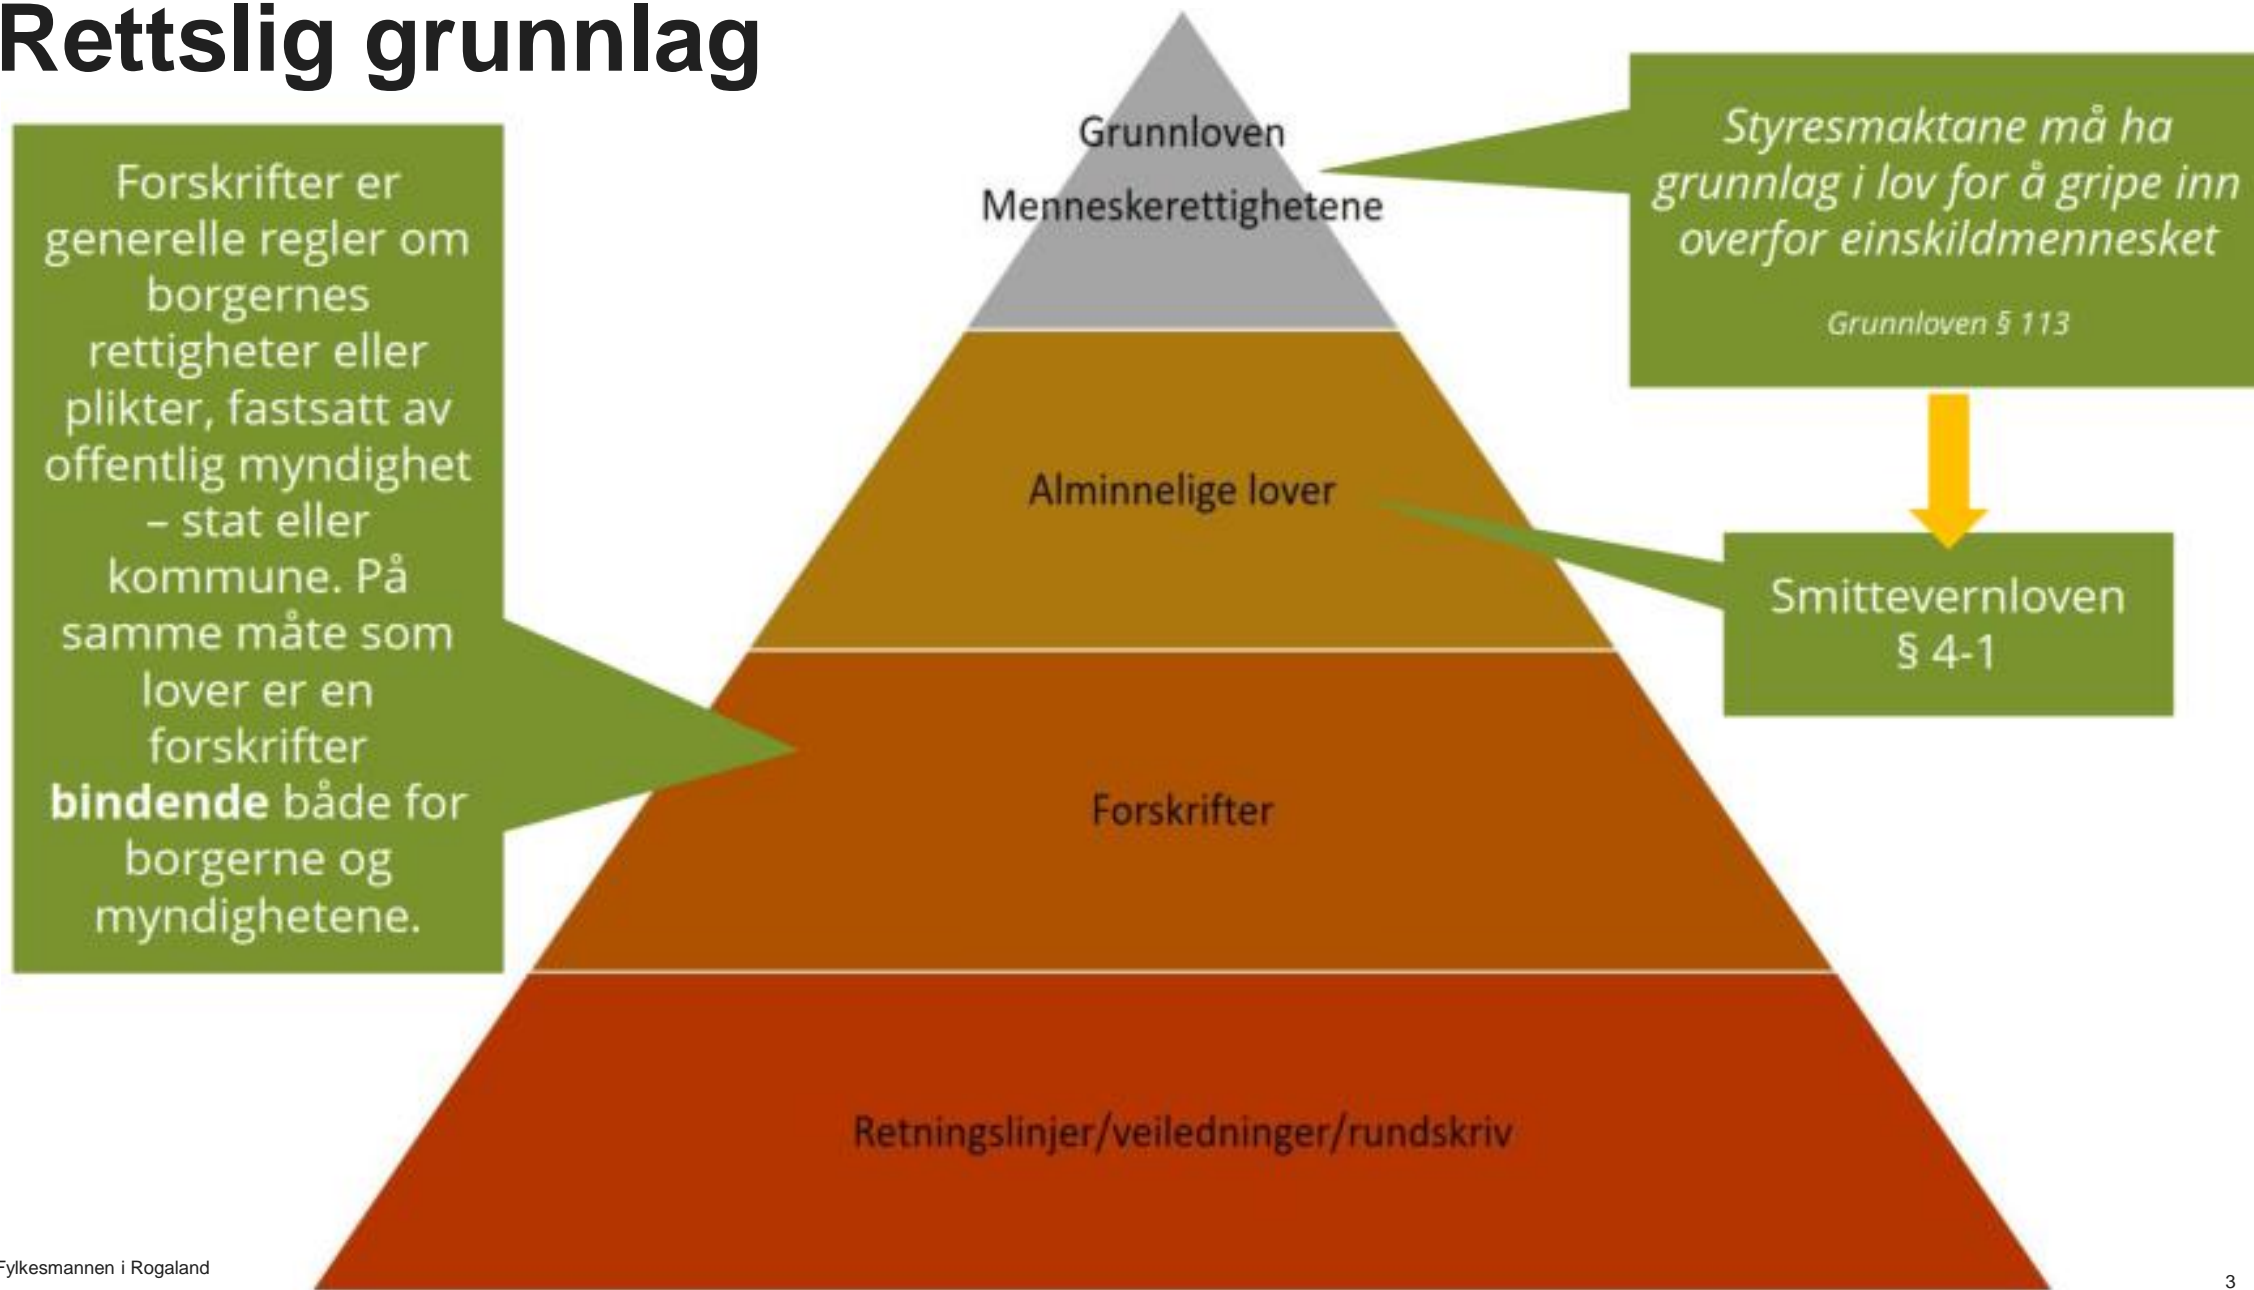 Rettslig grunnlag
Forskrifter er
generelle regler om
borgernes
rettigheter eller
plikter, fastsatt av
offentlig myndighet
– stat eller
kommune. På
samme måte som
lover er en
forskrifter
bindende både for
borgerne og
myndighetene.
Grunnloven
Menneskerettighetene
Alminnelige lover
Forskrifter
Retningslinjer/veiledninger/rundskriv
Styresmaktane må ha
grunnlag i lov for å gripe inn
overfor einskildmennesket
Grunnloven § 113
Smittevernloven
§ 4-1
Fylkesmannen i Rogaland
3